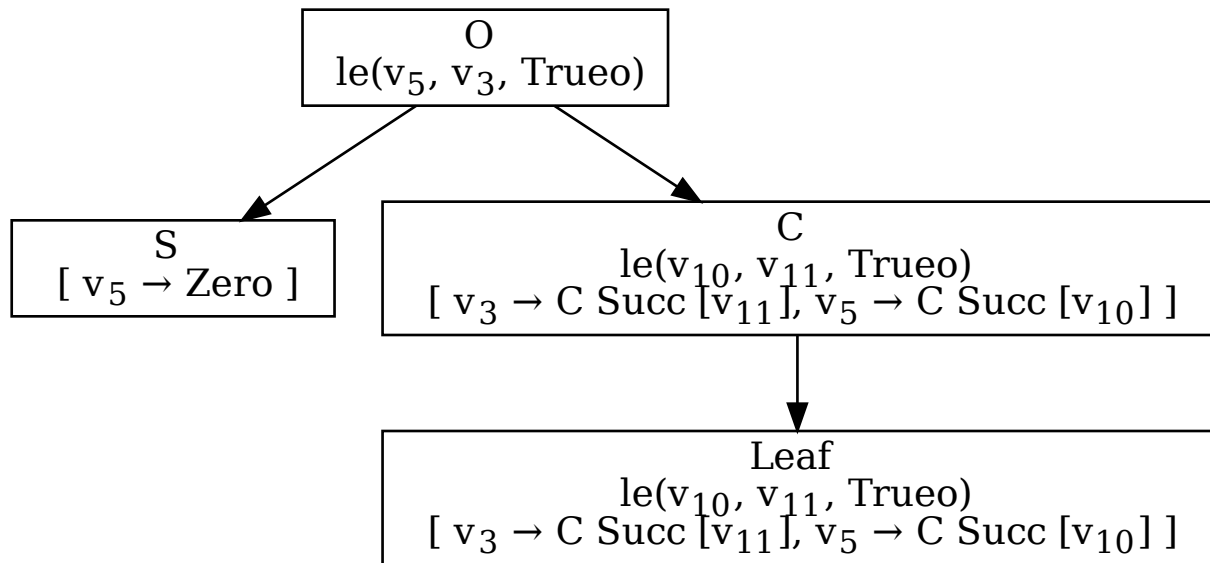 O
le(v₅, v₃, Trueo)
S
[ v₅ → Zero ]
C
le(v₁₀, v₁₁, Trueo)
[ v₃ → C Succ [v₁₁], v₅ → C Succ [v₁₀] ]
Leaf
le(v₁₀, v₁₁, Trueo)
[ v₃ → C Succ [v₁₁], v₅ → C Succ [v₁₀] ]